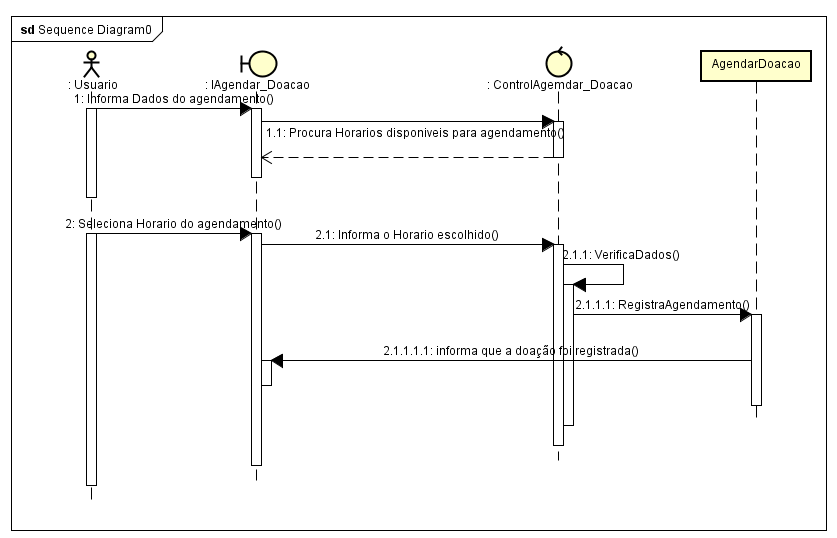 sd Sequence Diagram0
: Usuario
: IAgendar_Doacao
: ControlAgemdar_Doacao
AgendarDoacao
1: Informa Dados do agendamento()
1.1: Procura Horarios disponiveis para agendamento()
2: Seleciona Horario do agendamento()
2.1: Informa o Horario escolhido()
2.1.1: VerificaDados()
2.1.1.1: RegistraAgendamento()
2.1.1.1.1: informa que a doação foi registrada()